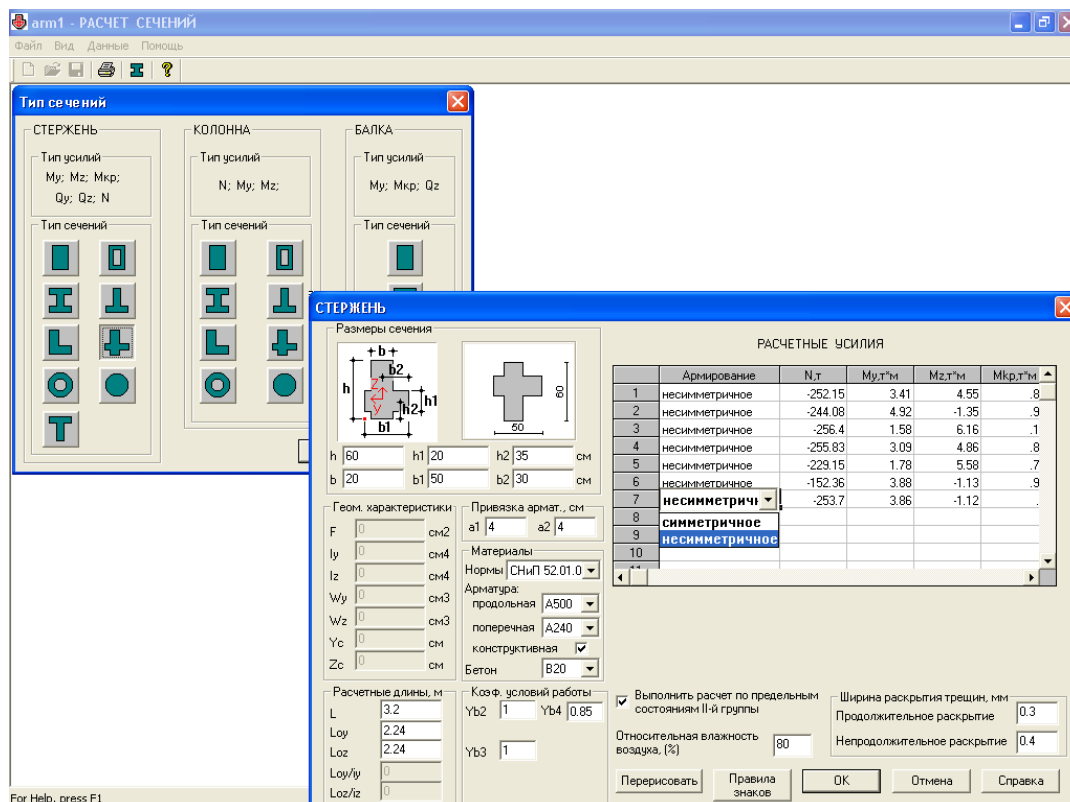 arm1 - РАСЧЕТ СЕЧЕНИЙ
Файл Вид Данные Помощь
Тип сечений
СТЕРЖЕНЬ КОЛОННА БАЛКА
Тип усилий Тип усилий Тип усилий
My; Mz; Мкр; N; My; Mz; My; Мкр; Qz
Qy; Qz; N
Тип сечений Тип сечений Тип сечений
СТЕРЖЕНЬ
Размеры сечения
b
b2
h
Z
Y
h2
h1
b1
60
50
h 60 h1 20 h2 35 см
b 20 b1 50 b2 30 см
Геом. характеристики
F 0 см2
Iy 0 см4
Iz 0 см4
Wy 0 см3
Wz 0 см3
Yc 0 см
Zc 0 см
Привязка армат., см
a1 4 a2 4
Материалы
Нормы СНиП 52.01.0
Арматура:
продольная A500
поперечная A240
конструктивная
Бетон B20
Расчетные длины, м
L 3.2
Loy 2.24
Loz 2.24
Loy/iy 0
Loz/iz 0
Коэф. условий работы
Yb2 1 Yb4 0.85
Yb3 1
РАСЧЕТНЫЕ УСИЛИЯ
Армирование N,т My,т*м Mz,т*м Мкр,т*м
1 несимметричное -252.15 3.41 4.55 .8
2 несимметричное -244.08 4.92 -1.35 .9
3 несимметричное -256.4 1.58 6.16 .1
4 несимметричное -255.83 3.09 4.86 .8
5 несимметричное -229.15 1.78 5.58 .7
6 несимметричное -152.36 3.88 -1.13 .9
7 несимметрич -253.7 3.86 -1.12 .
8 симметричное
9 несимметричное
10
Выполнить расчет по предельным
состояниям II-й группы
Относительная влажность
воздуха, (%) 80
Ширина раскрытия трещин, мм
Продолжительное раскрытие 0.3
Непродолжительное раскрытие 0.4
Перерисовать Правила знаков OK Отмена Справка
For Help, press F1